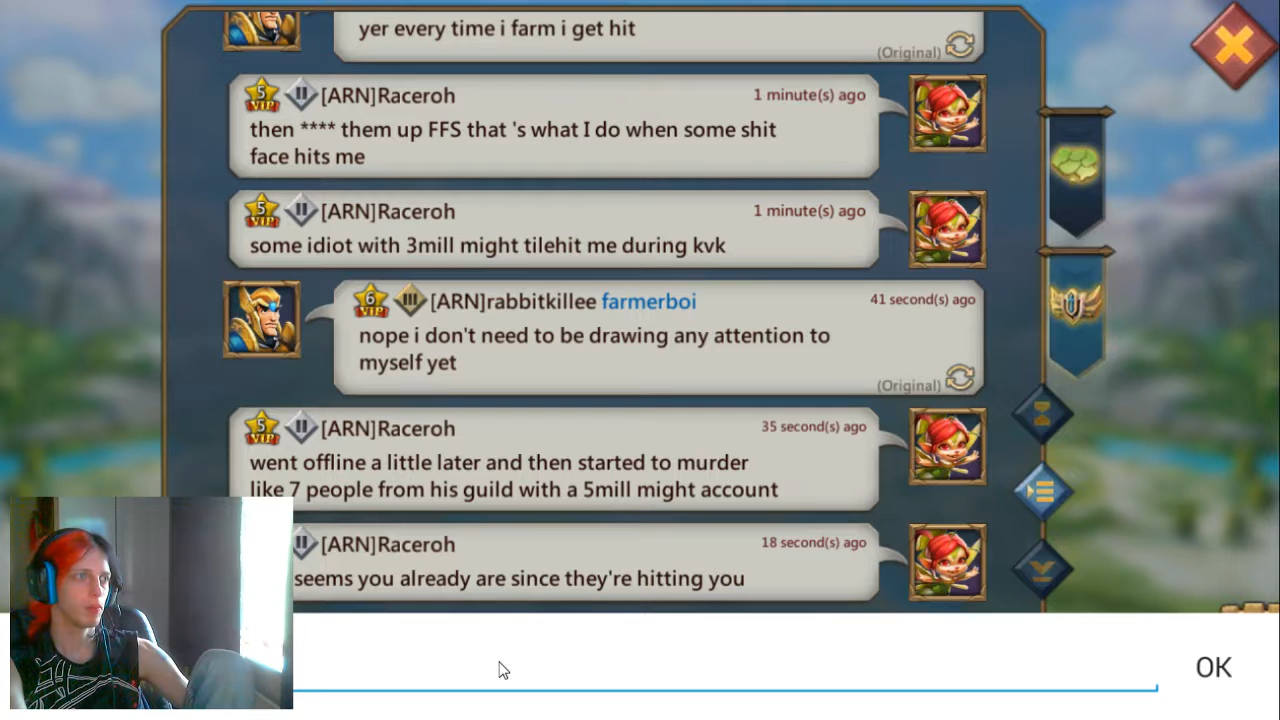 yer every time i farm i get hit
(Original)
5 VIP II [ARN]Raceroh 1 minute(s) ago
then **** them up FFS that 's what I do when some shit
face hits me
5 VIP II [ARN]Raceroh 1 minute(s) ago
some idiot with 3mill might tilehit me during kvk
6 VIP III [ARN]rabbitkillee farmerboi 41 second(s) ago
nope i don't need to be drawing any attention to
myself yet
(Original)
5 VIP II [ARN]Raceroh 35 second(s) ago
went offline a little later and then started to murder
like 7 people from his guild with a 5mill might account
II [ARN]Raceroh 18 second(s) ago
seems you already are since they're hitting you
OK